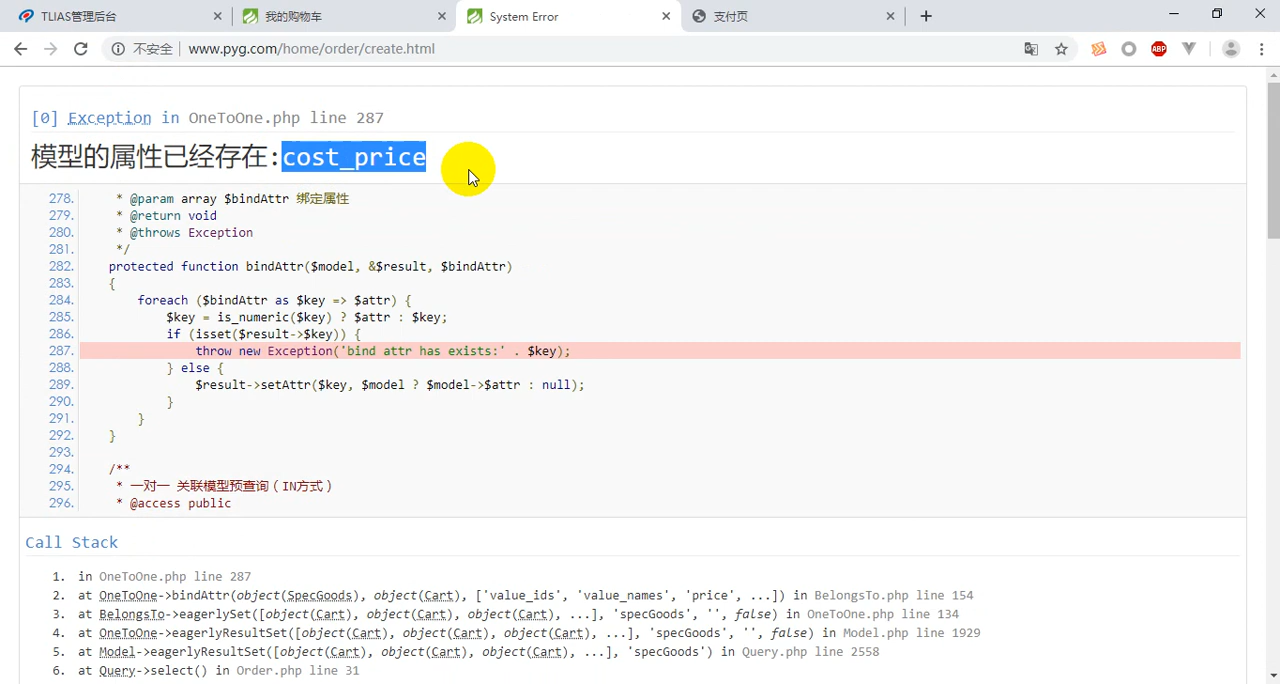 TLIAS管理后台
我的购物车
System Error
支付页
不安全 www.pyg.com/home/order/create.html
ABP
[0] Exception in OneToOne.php line 287
模型的属性已经存在:cost_price
278. * @param array $bindAttr 绑定属性
279. * @return void
280. * @throws Exception
281. */
282. protected function bindAttr($model, &$result, $bindAttr)
283. {
284. foreach ($bindAttr as $key => $attr) {
285. $key = is_numeric($key) ? $attr : $key;
286. if (isset($result->$key)) {
287. throw new Exception('bind attr has exists:' . $key);
288. } else {
289. $result->setAttr($key, $model ? $model->$attr : null);
290. }
291. }
292. }
293.
294. /**
295. * 一对一 关联模型预查询（IN方式）
296. * @access public
Call Stack
1. in OneToOne.php line 287
2. at OneToOne->bindAttr(object(SpecGoods), object(Cart), ['value_ids', 'value_names', 'price', ...]) in BelongsTo.php line 154
3. at BelongsTo->eagerlySet([object(Cart), object(Cart), object(Cart), ...], 'specGoods', '', false) in OneToOne.php line 134
4. at OneToOne->eagerlyResultSet([object(Cart), object(Cart), object(Cart), ...], 'specGoods', '', false) in Model.php line 1929
5. at Model->eagerlyResultSet([object(Cart), object(Cart), object(Cart), ...], 'specGoods') in Query.php line 2558
6. at Query->select() in Order.php line 31